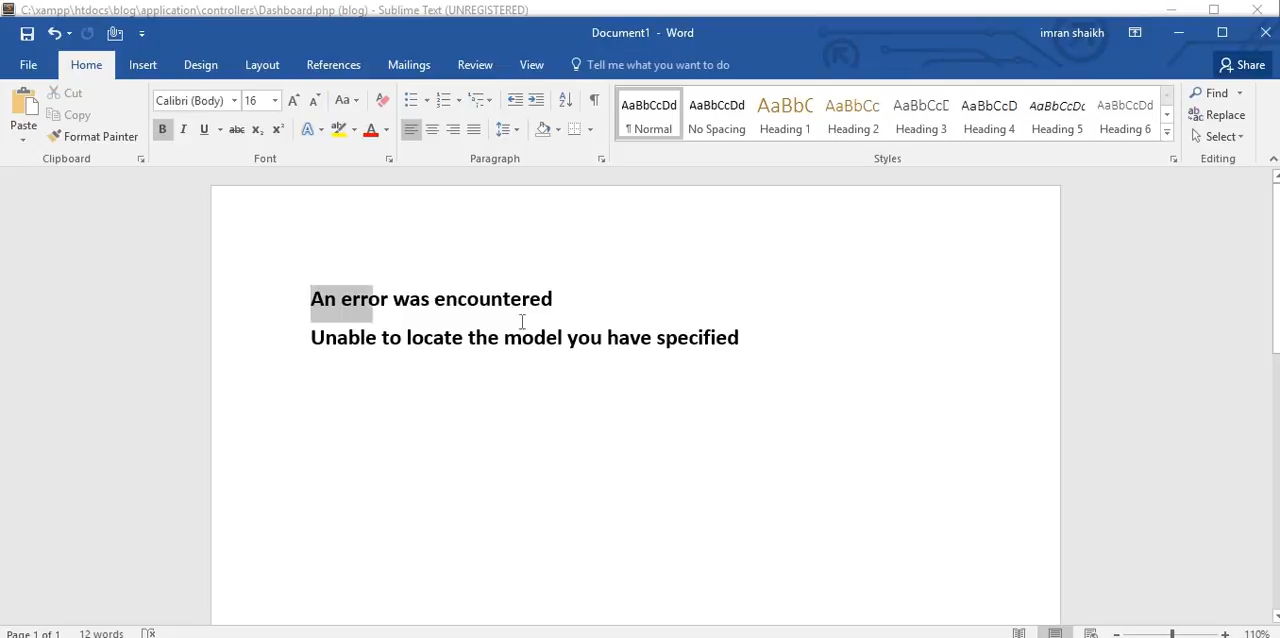 C:\xampp\htdocs\blog\application\controllers\Dashboard.php (blog) - Sublime Text (UNREGISTERED)
Document1 - Word
imran shaikh
File Home Insert Design Layout References Mailings Review View Tell me what you want to do Share
Paste
Cut
Copy
Format Painter
Clipboard
Calibri (Body) 16
Font
Paragraph
AaBbCcDd AaBbCcDd AaBbC AaBbCc AaBbCcD AaBbCcD AaBbCcDc AaBbCcDd
¶ Normal No Spacing Heading 1 Heading 2 Heading 3 Heading 4 Heading 5 Heading 6
Styles
Find
Replace
Select
Editing
An error was encountered
Unable to locate the model you have specified
Page 1 of 1 12 words 110%